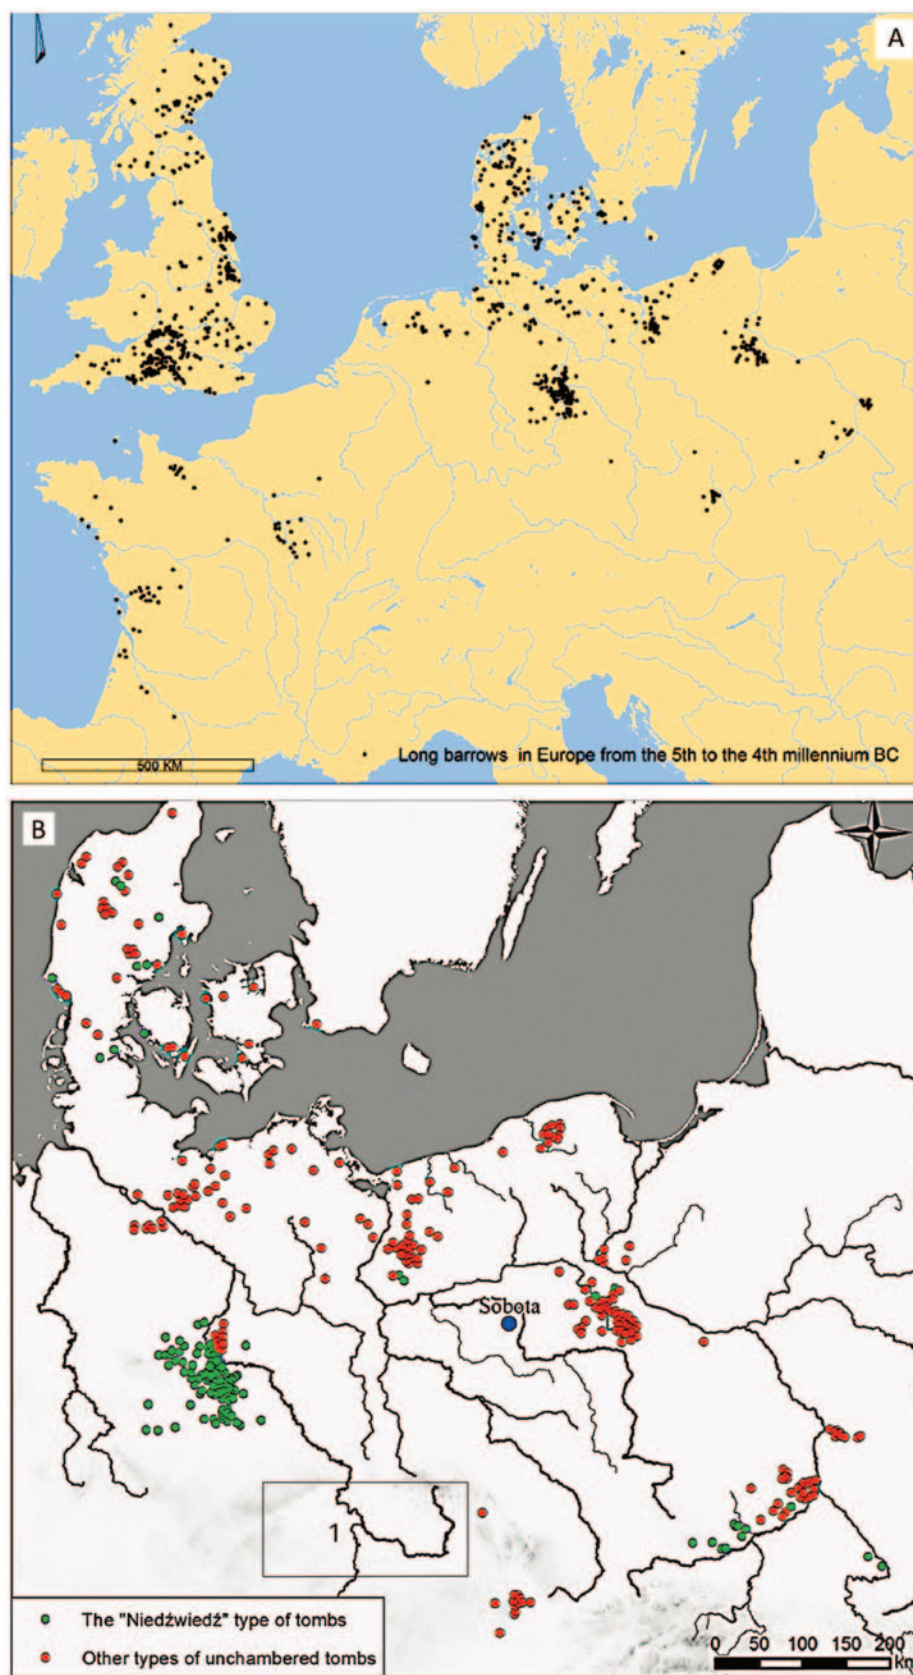 A
500 KM
Long barrows in Europe from the 5th to the 4th millennium BC
B
Sobota
1
The "Niedźwiedź" type of tombs
Other types of unchambered tombs
0 50 100 150 200
Km